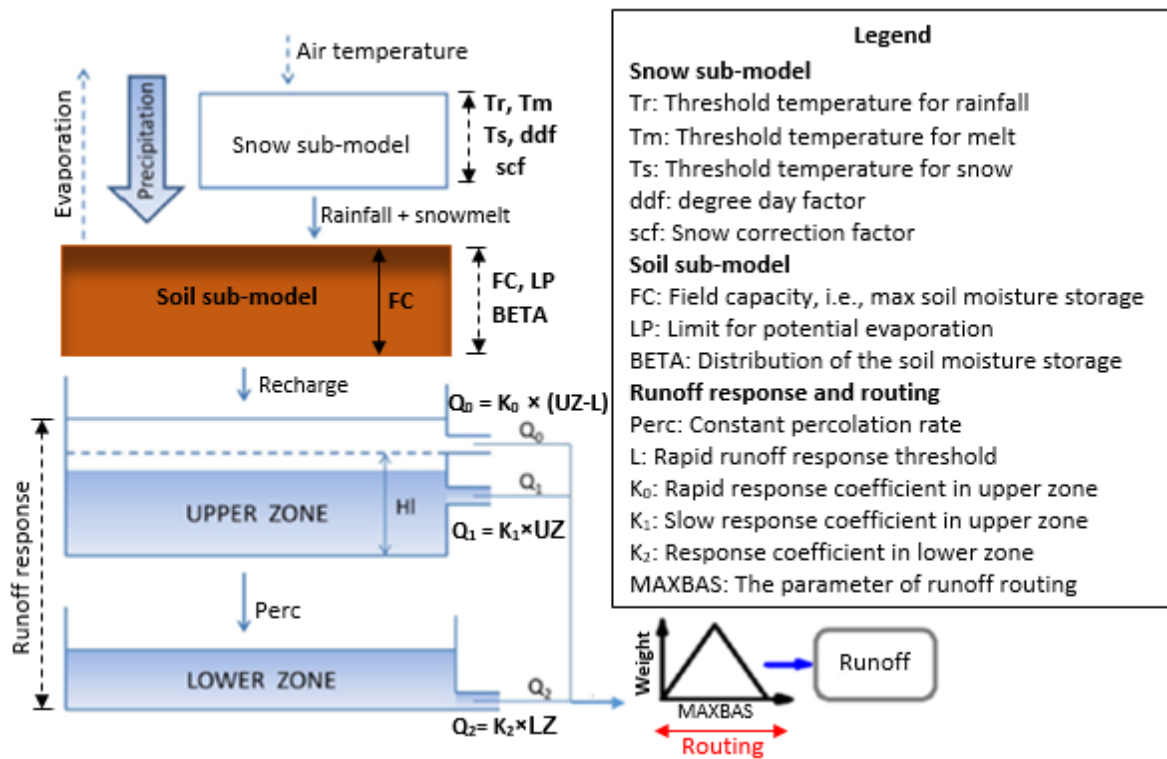 Air temperature
Evaporation
Precipitation
Snow sub-model
Tr, Tm
Ts, ddf
scf
Rainfall + snowmelt
Soil sub-model
FC
FC, LP
BETA
Recharge
Q₀ = K₀ × (UZ-L)
Q₀
Q₁
UPPER ZONE
Hl
Q₁ = K₁×UZ
Runoff response
Perc
LOWER ZONE
Q₂
Q₂= K₂×LZ
Legend
Snow sub-model
Tr: Threshold temperature for rainfall
Tm: Threshold temperature for melt
Ts: Threshold temperature for snow
ddf: degree day factor
scf: Snow correction factor
Soil sub-model
FC: Field capacity, i.e., max soil moisture storage
LP: Limit for potential evaporation
BETA: Distribution of the soil moisture storage
Runoff response and routing
Perc: Constant percolation rate
L: Rapid runoff response threshold
K₀: Rapid response coefficient in upper zone
K₁: Slow response coefficient in upper zone
K₂: Response coefficient in lower zone
MAXBAS: The parameter of runoff routing
Weight
MAXBAS
Routing
Runoff